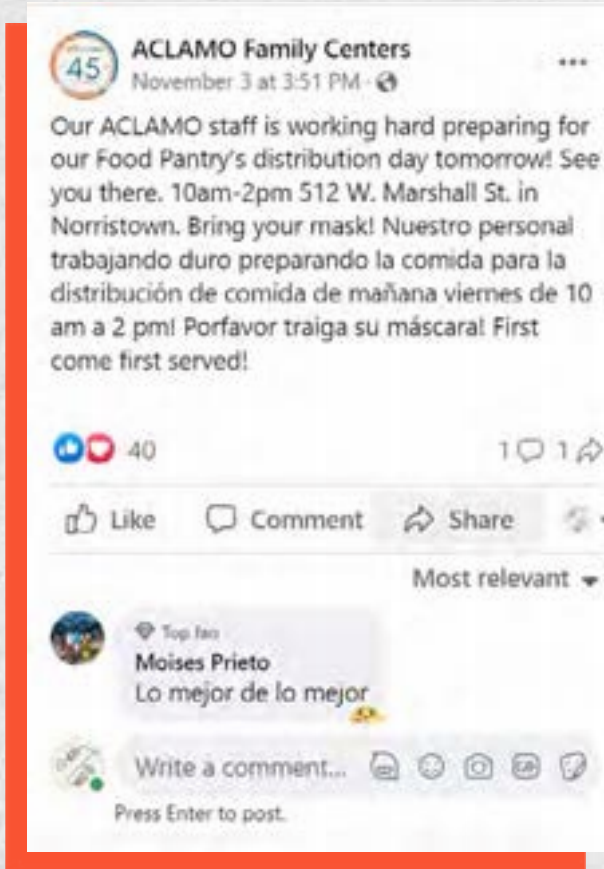 45
ACLAMO Family Centers
November 3 at 3:51 PM ·
Our ACLAMO staff is working hard preparing for
our Food Pantry's distribution day tomorrow! See
you there. 10am-2pm 512 W. Marshall St. in
Norristown. Bring your mask! Nuestro personal
trabajando duro preparando la comida para la
distribución de comida de mañana viernes de 10
am a 2 pm! Porfavor traiga su máscara! First
come first served!
40 1 1
Like Comment Share
Most relevant
Top fan
Moises Prieto
Lo mejor de lo mejor
Write a comment... GIF
Press Enter to post.